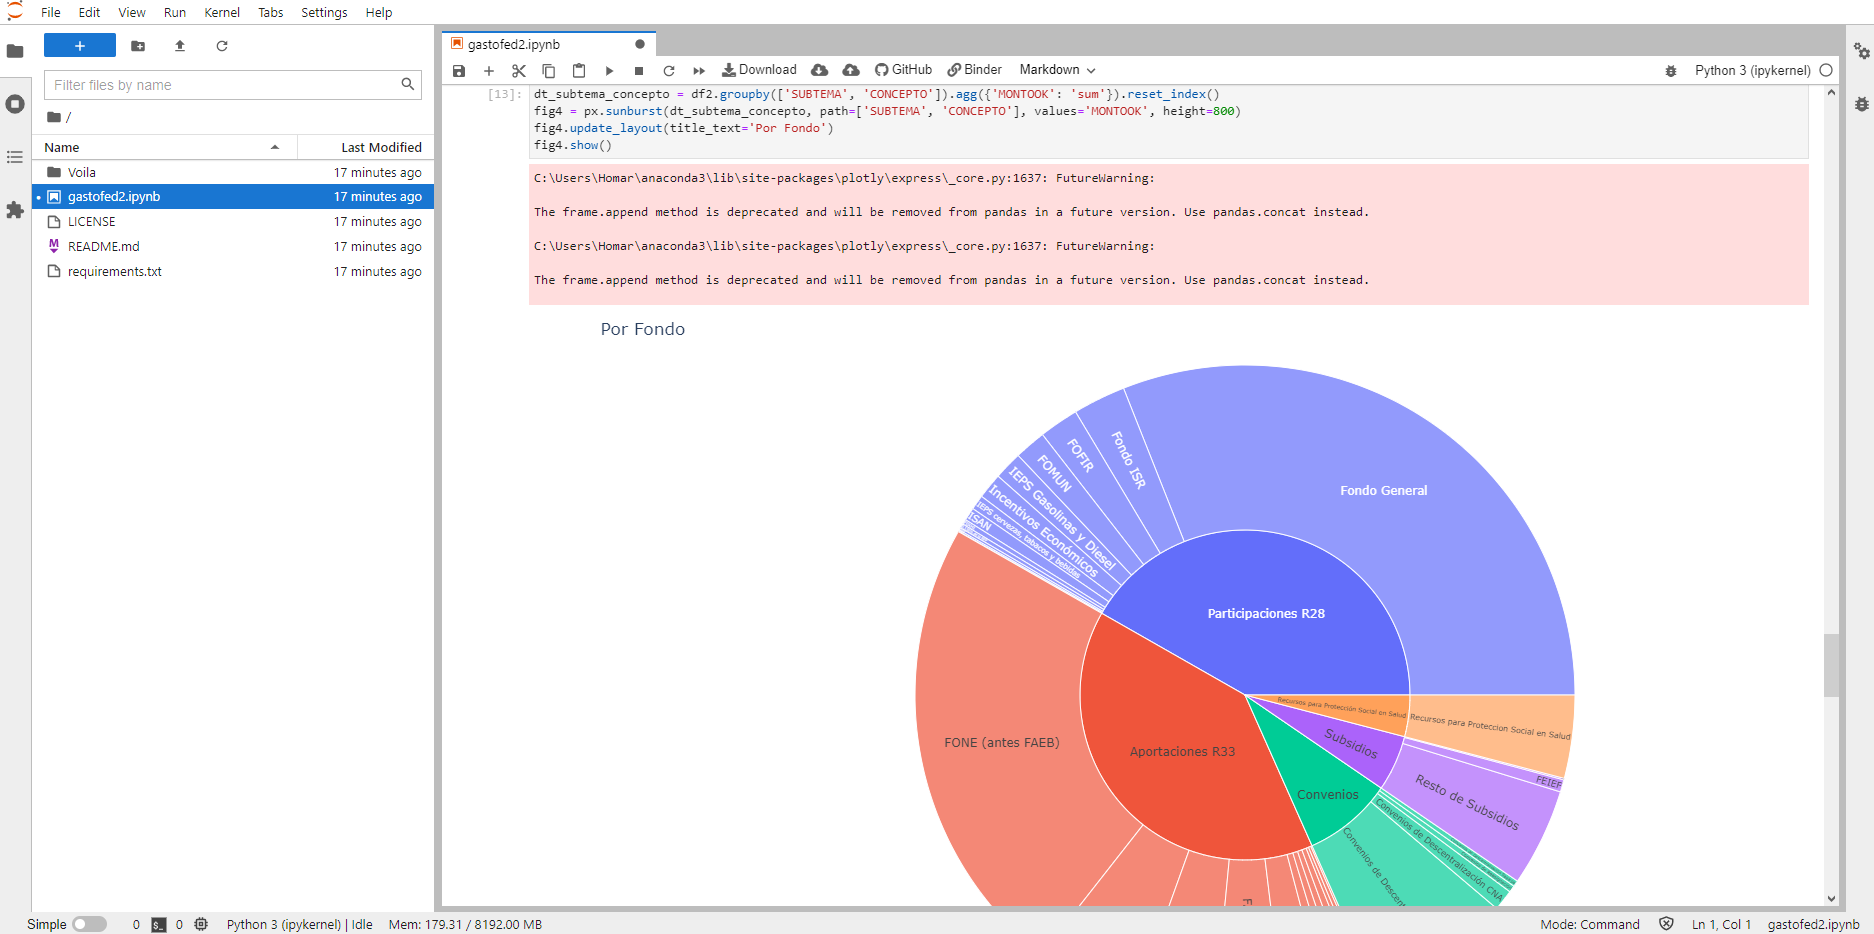 File Edit View Run Kernel Tabs Settings Help
Filter files by name
/
Name Last Modified
Voila 17 minutes ago
gastofed2.ipynb 17 minutes ago
LICENSE 17 minutes ago
README.md 17 minutes ago
requirements.txt 17 minutes ago
gastofed2.ipynb
Download GitHub Binder Markdown Python 3 (ipykernel)
[13]: dt_subtema_concepto = df2.groupby(['SUBTEMA', 'CONCEPTO']).agg({'MONTOOK': 'sum'}).reset_index()
fig4 = px.sunburst(dt_subtema_concepto, path=['SUBTEMA', 'CONCEPTO'], values='MONTOOK', height=800)
fig4.update_layout(title_text='Por Fondo')
fig4.show()
C:\Users\Homar\anaconda3\lib\site-packages\plotly\express\_core.py:1637: FutureWarning:
The frame.append method is deprecated and will be removed from pandas in a future version. Use pandas.concat instead.
C:\Users\Homar\anaconda3\lib\site-packages\plotly\express\_core.py:1637: FutureWarning:
The frame.append method is deprecated and will be removed from pandas in a future version. Use pandas.concat instead.
Por Fondo
Fondo General
Fondo ISR
FOFIR
FOMUN
IEPS Gasolinas y Diesel
Incentivos Económicos
IEPS cervezas, tabacos y bebidas
ISAN
Participaciones R28
Recursos para Protección Social en Salud
Recursos para Proteccion Social en Salud
Subsidios
FEIEF
Resto de Subsidios
FONE (antes FAEB)
Aportaciones R33
Convenios
Convenios de Descentralización CNA
Convenios de Descen
F
Simple 0 $_ 0 Python 3 (ipykernel) | Idle Mem: 179.31 / 8192.00 MB Mode: Command Ln 1, Col 1 gastofed2.ipynb